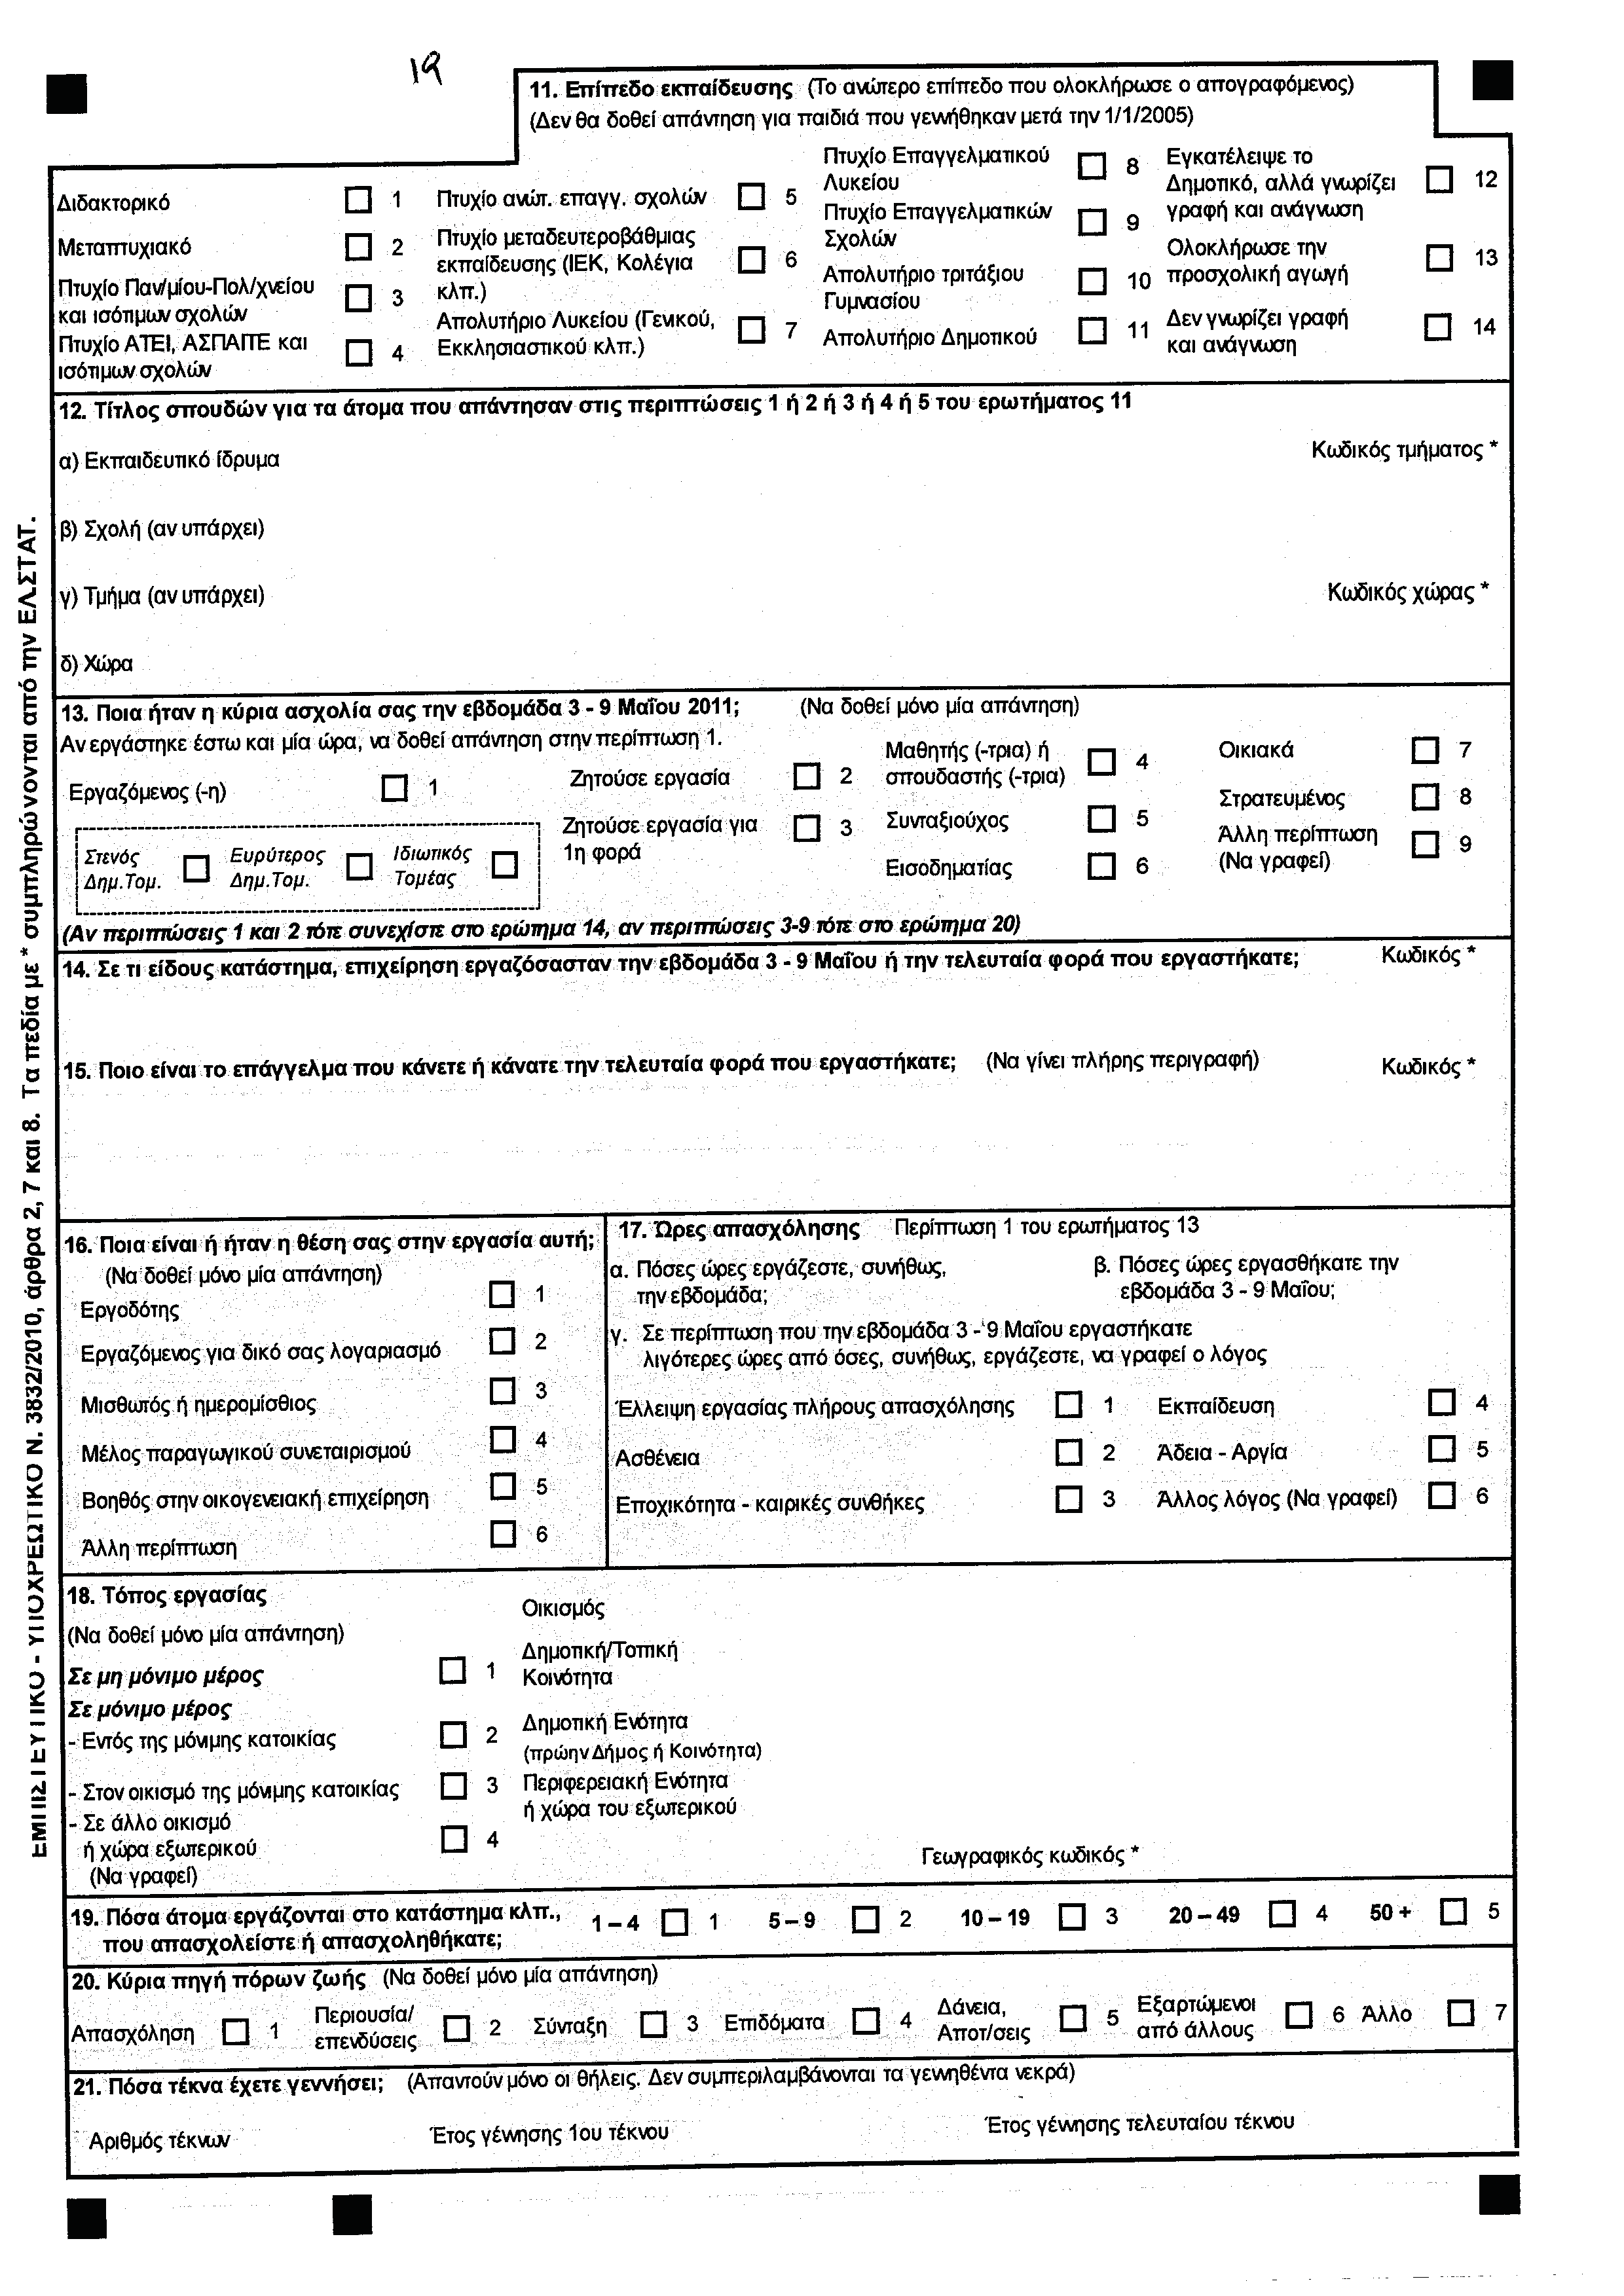 19
11. Επίπεδο εκπαίδευσης (Το ανώτερο επίπεδο που ολοκλήρωσε ο απογραφόμενος)
(Δεν θα δοθεί απάντηση για παιδιά που γεννήθηκαν μετά την 1/1/2005)
Διδακτορικό 1
Μεταπτυχιακό 2
Πτυχίο Παν/μίου-Πολ/χνείου
και ισότιμων σχολών 3
Πτυχίο ΑΤΕΙ, ΑΣΠΑΙΤΕ και
ισότιμων σχολών 4
Πτυχίο ανώτ. επαγγ. σχολών 5
Πτυχίο μεταδευτεροβάθμιας
εκπαίδευσης (ΙΕΚ, Κολέγια 6
κλπ.)
Απολυτήριο Λυκείου (Γενικού, 7
Εκκλησιαστικού κλπ.)
Πτυχίο Επαγγελματικού 8
Λυκείου
Πτυχίο Επαγγελματικών 9
Σχολών
Απολυτήριο τριτάξιου 10
Γυμνασίου
Απολυτήριο Δημοτικού 11
Εγκατέλειψε το
Δημοτικό, αλλά γνωρίζει 12
γραφή και ανάγνωση
Ολοκλήρωσε την 13
προσχολική αγωγή
Δεν γνωρίζει γραφή 14
και ανάγνωση
12. Τίτλος σπουδών για τα άτομα που απάντησαν στις περιπτώσεις 1 ή 2 ή 3 ή 4 ή 5 του ερωτήματος 11
α) Εκπαιδευτικό ίδρυμα
Κωδικός τμήματος *
β) Σχολή (αν υπάρχει)
γ) Τμήμα (αν υπάρχει)
Κωδικός χώρας *
δ) Χώρα
13. Ποια ήταν η κύρια ασχολία σας την εβδομάδα 3 - 9 Μαΐου 2011; (Να δοθεί μόνο μία απάντηση)
Αν εργάστηκε έστω και μία ώρα, να δοθεί απάντηση στην περίπτωση 1.
Εργαζόμενος (-η) 1
Στενός
Δημ.Τομ.
Ευρύτερος
Δημ.Τομ.
Ιδιωτικός
Τομέας
Ζητούσε εργασία 2
Ζητούσε εργασία για 3
1η φορά
Μαθητής (-τρια) ή 4
σπουδαστής (-τρια)
Συνταξιούχος 5
Εισοδηματίας 6
Οικιακά 7
Στρατευμένος 8
Άλλη περίπτωση 9
(Να γραφεί)
(Αν περιπτώσεις 1 και 2 τότε συνεχίστε στο ερώτημα 14, αν περιπτώσεις 3-9 τότε στο ερώτημα 20)
14. Σε τι είδους κατάστημα, επιχείρηση εργαζόσασταν την εβδομάδα 3 - 9 Μαΐου ή την τελευταία φορά που εργαστήκατε;
Κωδικός *
15. Ποιο είναι το επάγγελμα που κάνετε ή κάνατε την τελευταία φορά που εργαστήκατε; (Να γίνει πλήρης περιγραφή)
Κωδικός *
16. Ποια είναι ή ήταν η θέση σας στην εργασία αυτή;
(Να δοθεί μόνο μία απάντηση)
Εργοδότης 1
Εργαζόμενος για δικό σας λογαριασμό 2
Μισθωτός ή ημερομίσθιος 3
Μέλος παραγωγικού συνεταιρισμού 4
Βοηθός στην οικογενειακή επιχείρηση 5
Άλλη περίπτωση 6
17. Ώρες απασχόλησης Περίπτωση 1 του ερωτήματος 13
α. Πόσες ώρες εργάζεστε, συνήθως,
την εβδομάδα;
β. Πόσες ώρες εργασθήκατε την
εβδομάδα 3 - 9 Μαΐου;
γ. Σε περίπτωση που την εβδομάδα 3 - 9 Μαΐου εργαστήκατε
λιγότερες ώρες από όσες, συνήθως, εργάζεστε, να γραφεί ο λόγος
Έλλειψη εργασίας πλήρους απασχόλησης 1
Ασθένεια 2
Εποχικότητα - καιρικές συνθήκες 3
Εκπαίδευση 4
Άδεια - Αργία 5
Άλλος λόγος (Να γραφεί) 6
18. Τόπος εργασίας
(Να δοθεί μόνο μία απάντηση)
Σε μη μόνιμο μέρος 1
Σε μόνιμο μέρος
- Εντός της μόνιμης κατοικίας 2
- Στον οικισμό της μόνιμης κατοικίας 3
- Σε άλλο οικισμό
ή χώρα εξωτερικού 4
(Να γραφεί)
Οικισμός
Δημοτική/Τοπική
Κοινότητα
Δημοτική Ενότητα
(πρώην Δήμος ή Κοινότητα)
Περιφερειακή Ενότητα
ή χώρα του εξωτερικού
Γεωγραφικός κωδικός *
19. Πόσα άτομα εργάζονται στο κατάστημα κλπ.,
που απασχολείστε ή απασχοληθήκατε;
1 – 4 1 5 – 9 2 10 – 19 3 20 – 49 4 50 + 5
20. Κύρια πηγή πόρων ζωής (Να δοθεί μόνο μία απάντηση)
Απασχόληση 1
Περιουσία/
επενδύσεις 2
Σύνταξη 3
Επιδόματα 4
Δάνεια,
Αποτ/σεις 5
Εξαρτώμενοι
από άλλους 6
Άλλο 7
21. Πόσα τέκνα έχετε γεννήσει; (Απαντούν μόνο οι θήλεις. Δεν συμπεριλαμβάνονται τα γεννηθέντα νεκρά)
Αριθμός τέκνων
Έτος γέννησης 1ου τέκνου
Έτος γέννησης τελευταίου τέκνου
ΕΜΠΙΣΤΕΥΤΙΚΟ - ΥΠΟΧΡΕΩΤΙΚΟ Ν. 3832/2010, άρθρα 2, 7 και 8. Τα πεδία με * συμπληρώνονται από την ΕΛΣΤΑΤ.